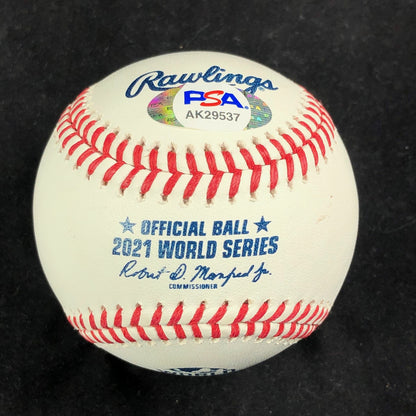 Rawlings
PSA
AK29537
★ OFFICIAL BALL ★
2021 WORLD SERIES
Robert D. Manfred Jr.
COMMISSIONER